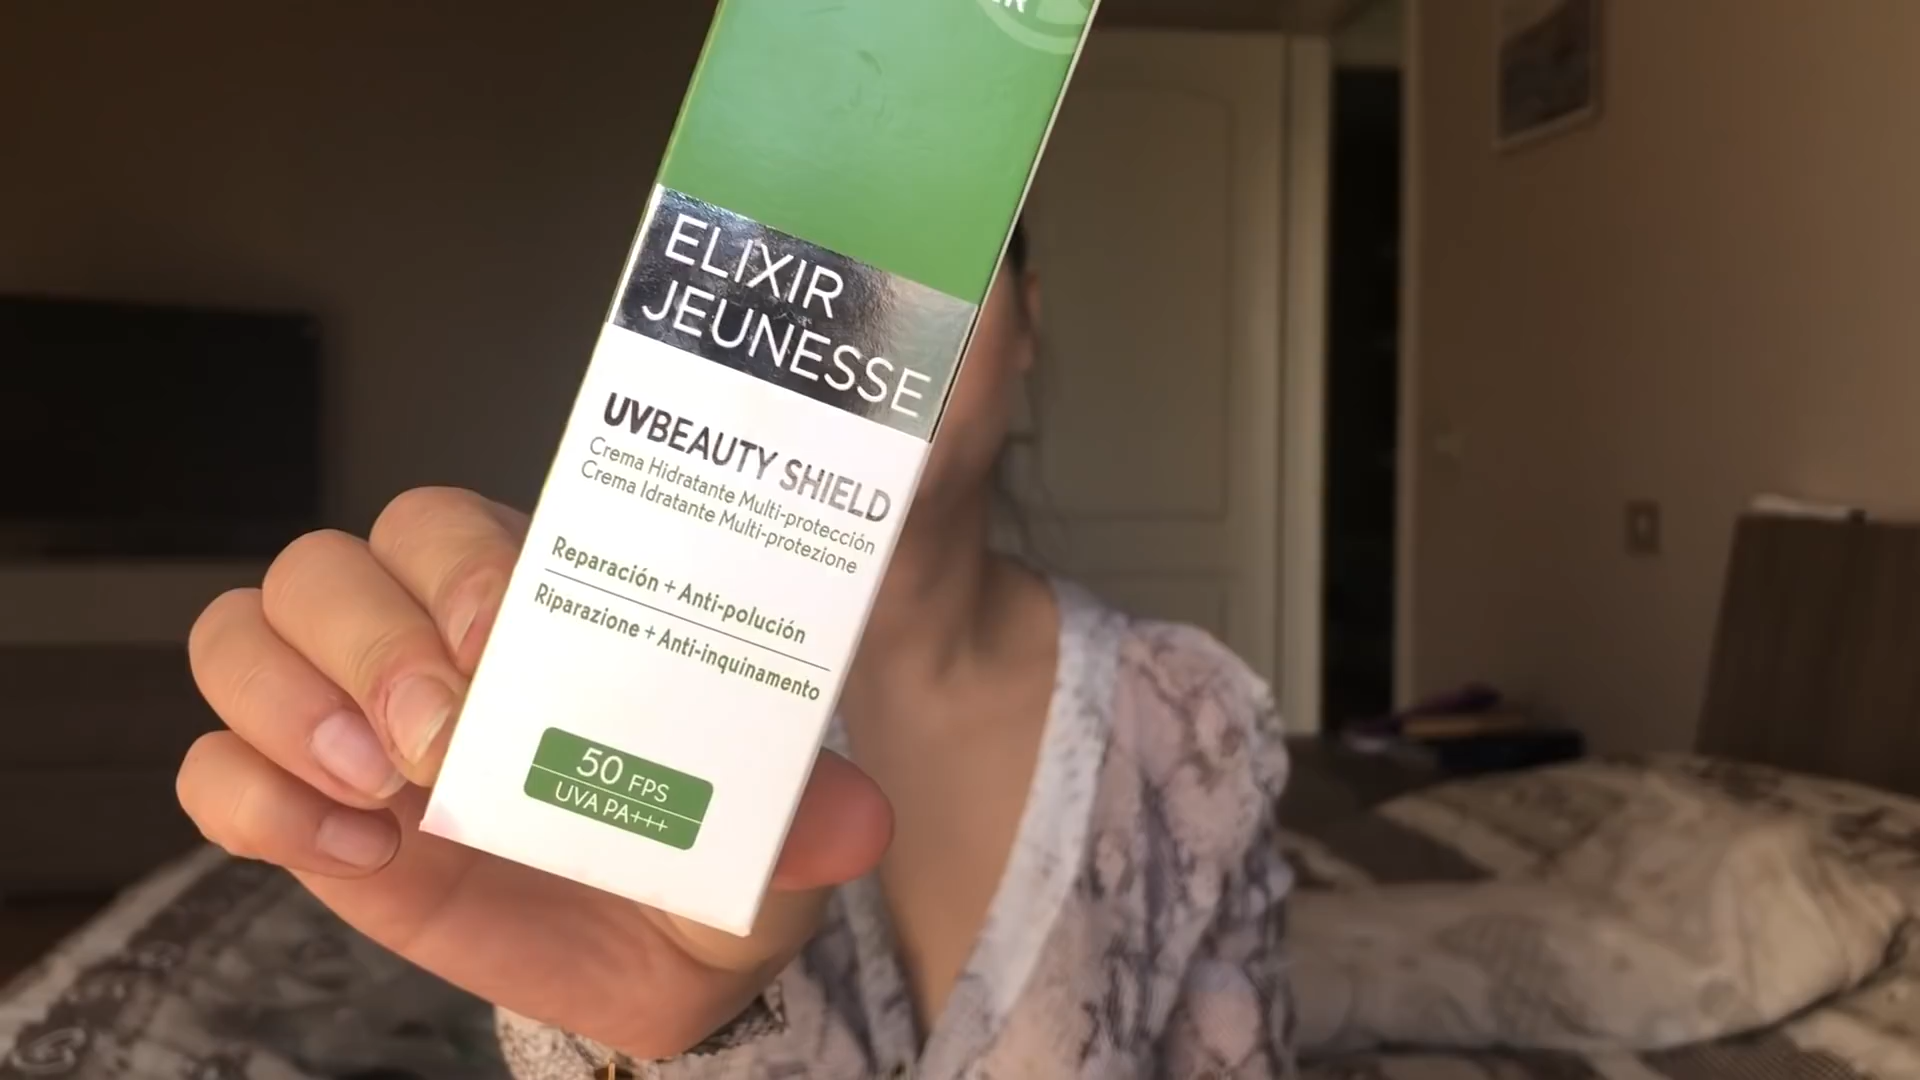 ELIXIR
JEUNESSE
UVBEAUTY SHIELD
Crema Hidratante Multi-protección
Crema Idratante Multi-protezione
Reparación + Anti-polución
Riparazione + Anti-inquinamento
50 FPS
UVA PA+++